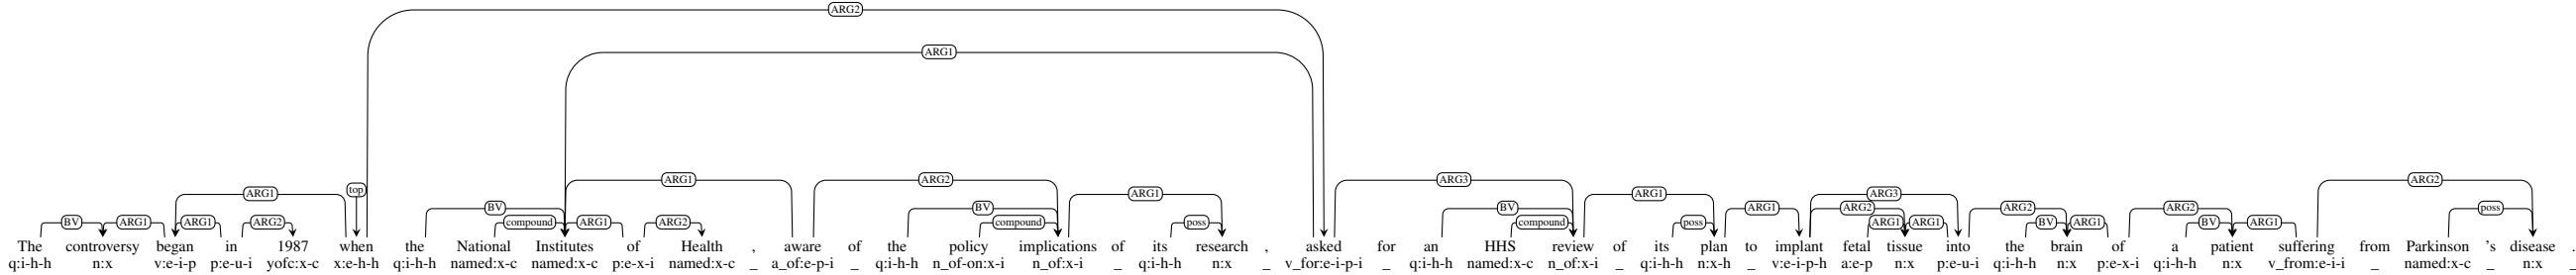 ARG2
ARG1
ARG1 ARG2 ARG3 ARG2
ARG1 top ARG1 ARG1 ARG3
BV BV BV ARG1 ARG2 ARG2 ARG2 poss
BV ARG1 ARG1 ARG2 compound ARG1 ARG2 compound poss compound poss ARG1 ARG1 BV ARG1 BV ARG1
The controversy began in 1987 when the National Institutes of Health , aware of the policy implications of its research , asked for an HHS review of its plan to implant fetal tissue into the brain of a patient suffering from Parkinson 's disease .
q:i-h-h n:x v:e-i-p p:e-u-i yofc:x-c x:e-h-h q:i-h-h named:x-c named:x-c p:e-x-i named:x-c _ a_of:e-p-i _ q:i-h-h n_of-on:x-i n_of:x-i _ q:i-h-h n:x _ v_for:e-i-p-i _ q:i-h-h named:x-c n_of:x-i _ q:i-h-h n:x-h _ v:e-i-p-h a:e-p n:x p:e-u-i q:i-h-h n:x p:e-x-i q:i-h-h n:x v_from:e-i-i _ named:x-c _ n:x _